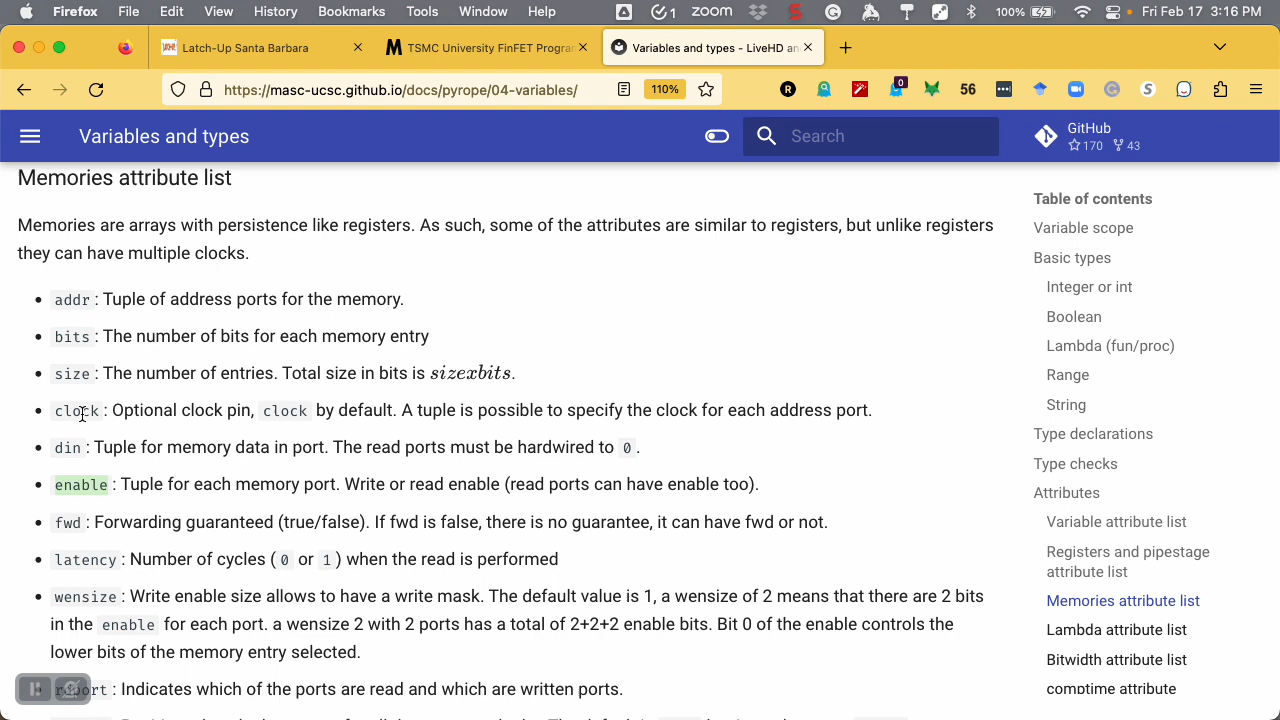 Firefox File Edit View History Bookmarks Tools Window Help 1 zoom 100% Fri Feb 17 3:16 PM
Latch-Up Santa Barbara × TSMC University FinFET Progra × Variables and types - LiveHD an ×
https://masc-ucsc.github.io/docs/pyrope/04-variables/ 110% R 0 56
Variables and types Search GitHub
170 43
Memories attribute list
Memories are arrays with persistence like registers. As such, some of the attributes are similar to registers, but unlike registers
they can have multiple clocks.
• addr : Tuple of address ports for the memory.
• bits : The number of bits for each memory entry
• size : The number of entries. Total size in bits is sizexbits.
• clock : Optional clock pin, clock by default. A tuple is possible to specify the clock for each address port.
• din : Tuple for memory data in port. The read ports must be hardwired to 0 .
• enable : Tuple for each memory port. Write or read enable (read ports can have enable too).
• fwd : Forwarding guaranteed (true/false). If fwd is false, there is no guarantee, it can have fwd or not.
• latency : Number of cycles ( 0 or 1 ) when the read is performed
• wensize : Write enable size allows to have a write mask. The default value is 1, a wensize of 2 means that there are 2 bits
in the enable for each port. a wensize 2 with 2 ports has a total of 2+2+2 enable bits. Bit 0 of the enable controls the
lower bits of the memory entry selected.
: Indicates which of the ports are read and which are written ports.
Table of contents
Variable scope
Basic types
Integer or int
Boolean
Lambda (fun/proc)
Range
String
Type declarations
Type checks
Attributes
Variable attribute list
Registers and pipestage
attribute list
Memories attribute list
Lambda attribute list
Bitwidth attribute list
comptime attribute